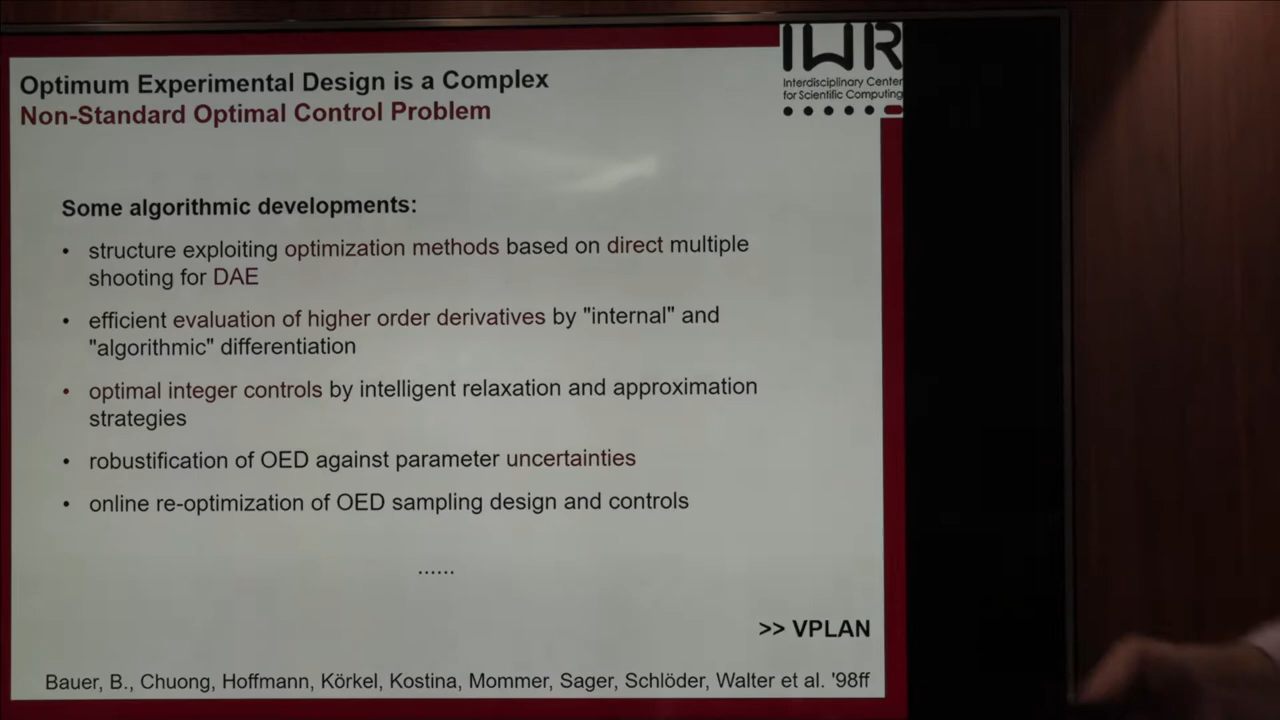 IWR
Interdisciplinary Center
for Scientific Computing
Optimum Experimental Design is a Complex
Non-Standard Optimal Control Problem
Some algorithmic developments:
• structure exploiting optimization methods based on direct multiple
shooting for DAE
• efficient evaluation of higher order derivatives by "internal" and
"algorithmic" differentiation
• optimal integer controls by intelligent relaxation and approximation
strategies
• robustification of OED against parameter uncertainties
• online re-optimization of OED sampling design and controls
......
>> VPLAN
Bauer, B., Chuong, Hoffmann, Körkel, Kostina, Mommer, Sager, Schlöder, Walter et al. '98ff